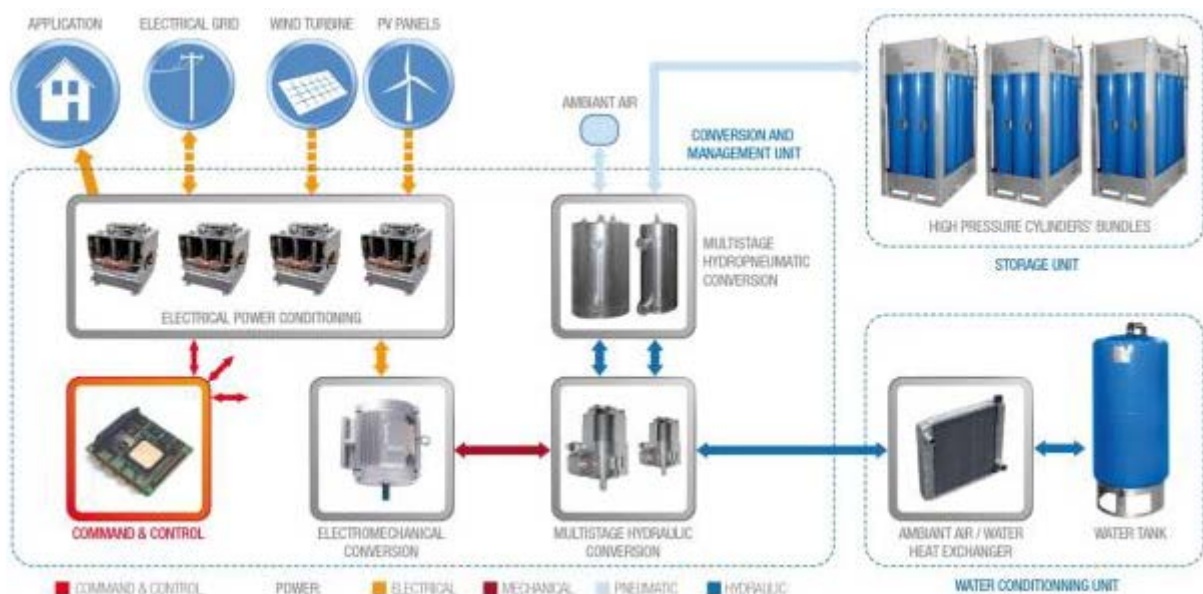 APPLICATION
ELECTRICAL GRID
WIND TURBINE
PV PANELS
AMBIANT AIR
CONVERSION AND
MANAGEMENT UNIT
HIGH PRESSURE CYLINDERS' BUNDLES
STORAGE UNIT
MULTISTAGE
HYDROPNEUMATIC
CONVERSION
ELECTRICAL POWER CONDITIONING
COMMAND & CONTROL
ELECTROMECHANICAL
CONVERSION
MULTISTAGE HYDRAULIC
CONVERSION
AMBIANT AIR / WATER
HEAT EXCHANGER
WATER TANK
WATER CONDITIONNING UNIT
COMMAND & CONTROL
POWER:
ELECTRICAL
MECHANICAL
PNEUMATIC
HYDRAULIC